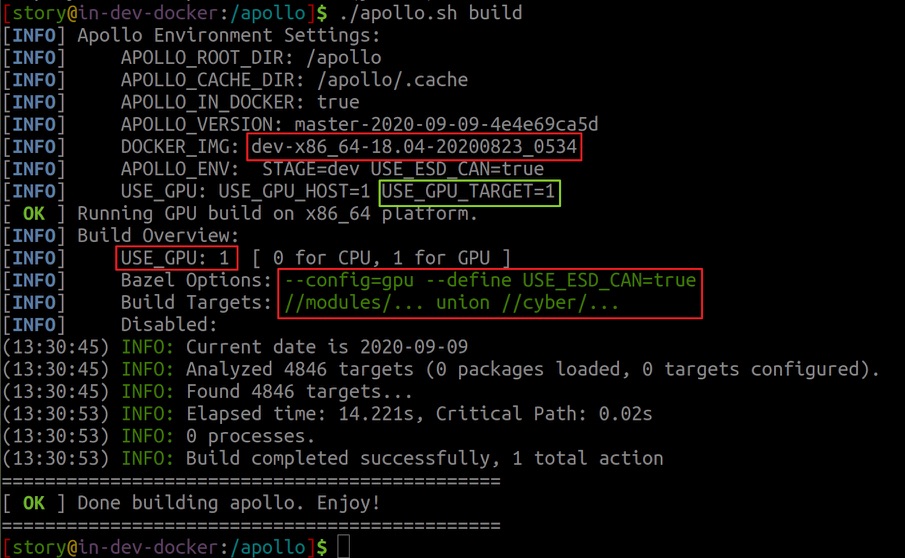 [story@in-dev-docker:/apollo]$ ./apollo.sh build
[INFO] Apollo Environment Settings:
[INFO]     APOLLO_ROOT_DIR: /apollo
[INFO]     APOLLO_CACHE_DIR: /apollo/.cache
[INFO]     APOLLO_IN_DOCKER: true
[INFO]     APOLLO_VERSION: master-2020-09-09-4e4e69ca5d
[INFO]     DOCKER_IMG: dev-x86_64-18.04-20200823_0534
[INFO]     APOLLO_ENV:  STAGE=dev USE_ESD_CAN=true
[INFO]     USE_GPU: USE_GPU_HOST=1 USE_GPU_TARGET=1
[ OK ] Running GPU build on x86_64 platform.
[INFO] Build Overview:
[INFO]     USE_GPU: 1  [ 0 for CPU, 1 for GPU ]
[INFO]     Bazel Options: --config=gpu --define USE_ESD_CAN=true
[INFO]     Build Targets: //modules/... union //cyber/...
[INFO]     Disabled:
(13:30:45) INFO: Current date is 2020-09-09
(13:30:45) INFO: Analyzed 4846 targets (0 packages loaded, 0 targets configured).
(13:30:45) INFO: Found 4846 targets...
(13:30:53) INFO: Elapsed time: 14.221s, Critical Path: 0.02s
(13:30:53) INFO: 0 processes.
(13:30:53) INFO: Build completed successfully, 1 total action
==============================================
[ OK ] Done building apollo. Enjoy!
==============================================
[story@in-dev-docker:/apollo]$